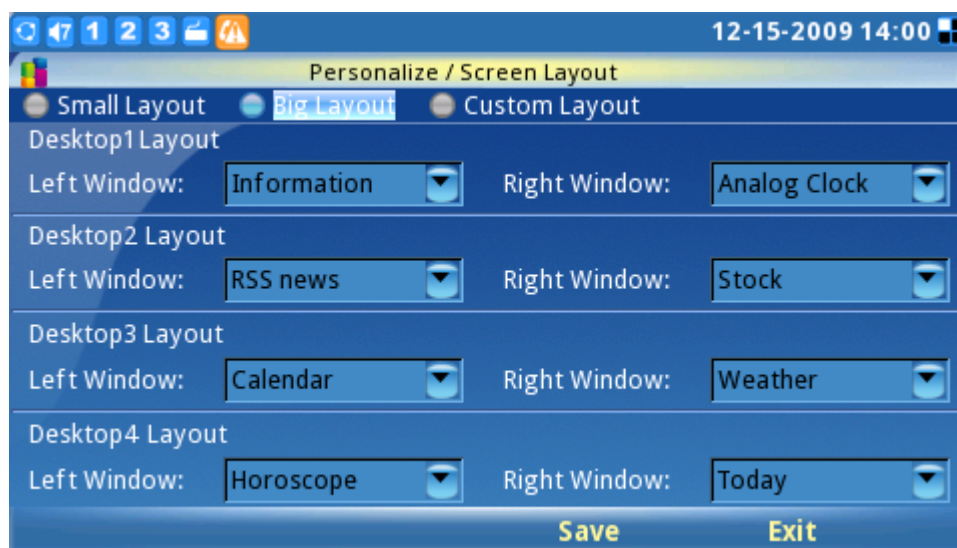 7 1 2 3 12-15-2009 14:00
Personalize / Screen Layout
Small Layout Big Layout Custom Layout
Desktop1 Layout
Left Window: Information Right Window: Analog Clock
Desktop2 Layout
Left Window: RSS news Right Window: Stock
Desktop3 Layout
Left Window: Calendar Right Window: Weather
Desktop4 Layout
Left Window: Horoscope Right Window: Today
Save Exit